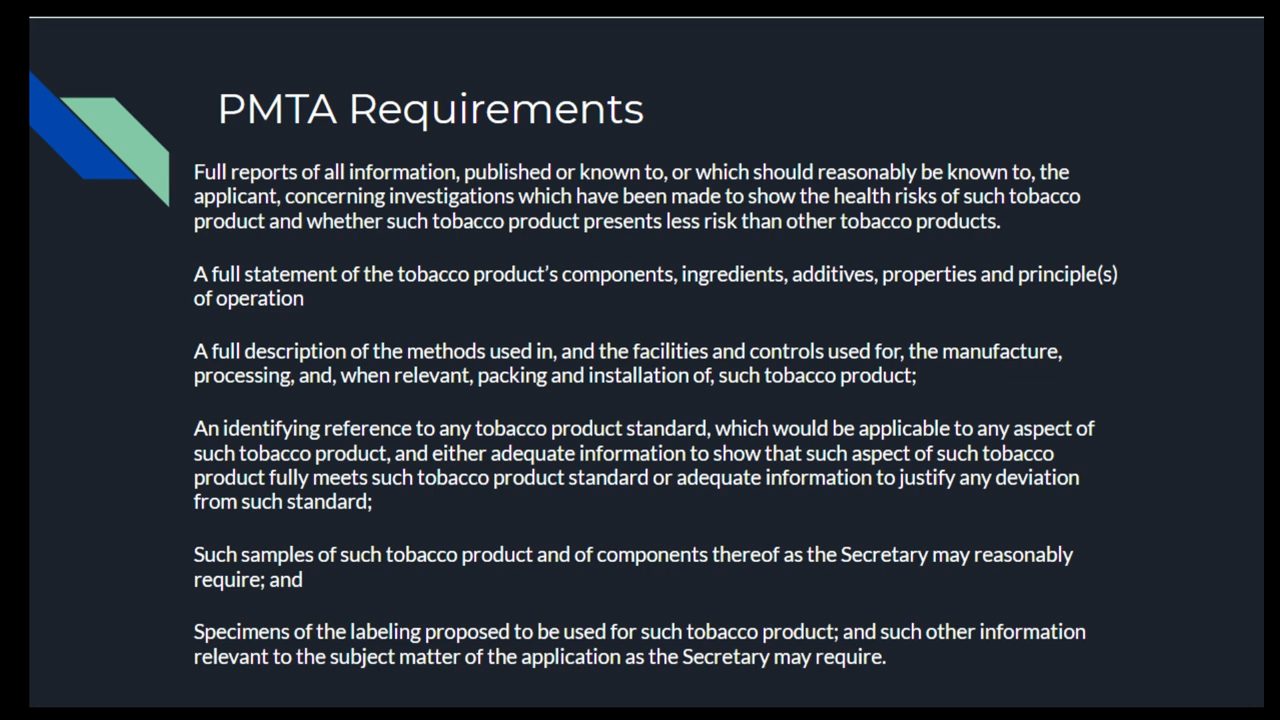 PMTA Requirements
Full reports of all information, published or known to, or which should reasonably be known to, the
applicant, concerning investigations which have been made to show the health risks of such tobacco
product and whether such tobacco product presents less risk than other tobacco products.
A full statement of the tobacco product’s components, ingredients, additives, properties and principle(s)
of operation
A full description of the methods used in, and the facilities and controls used for, the manufacture,
processing, and, when relevant, packing and installation of, such tobacco product;
An identifying reference to any tobacco product standard, which would be applicable to any aspect of
such tobacco product, and either adequate information to show that such aspect of such tobacco
product fully meets such tobacco product standard or adequate information to justify any deviation
from such standard;
Such samples of such tobacco product and of components thereof as the Secretary may reasonably
require; and
Specimens of the labeling proposed to be used for such tobacco product; and such other information
relevant to the subject matter of the application as the Secretary may require.